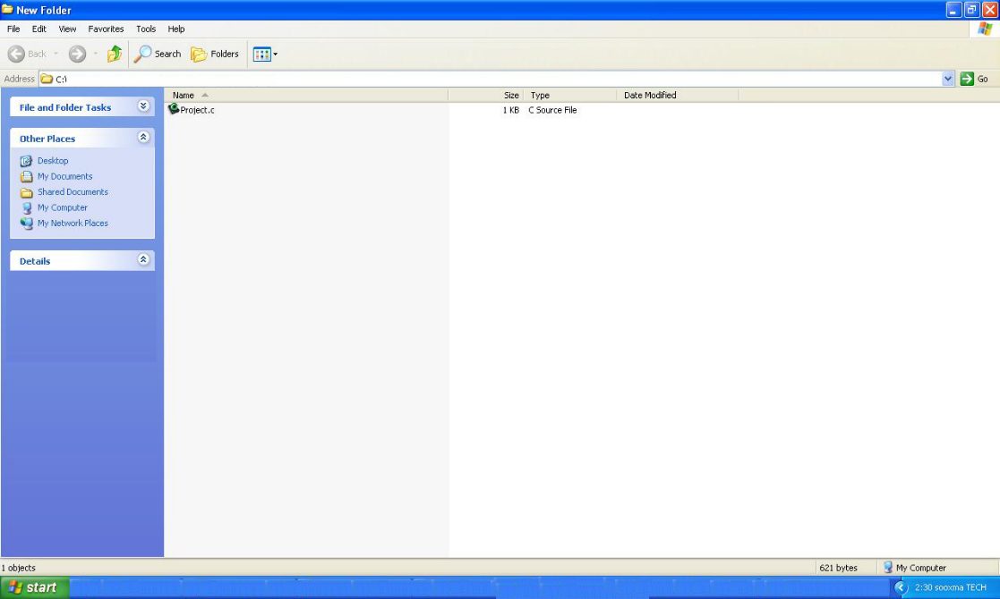 New Folder
File Edit View Favorites Tools Help
Back Search Folders
Address C:\ Go
File and Folder Tasks
Other Places
Desktop
My Documents
Shared Documents
My Computer
My Network Places
Details
Name Size Type Date Modified
Project.c 1 KB C Source File
1 objects 621 bytes My Computer
start 2:30 sooxma TECH